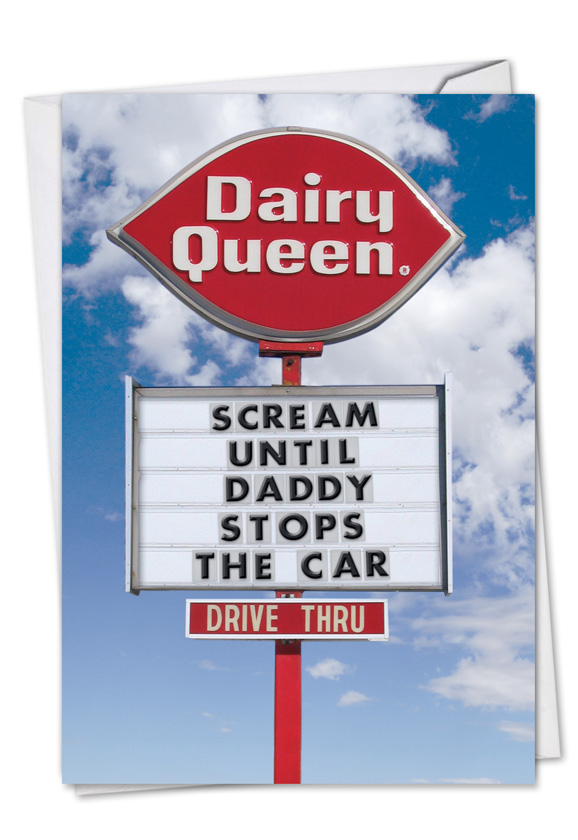 Dairy
Queen®
SCREAM
UNTIL
DADDY
STOPS
THE CAR
DRIVE THRU